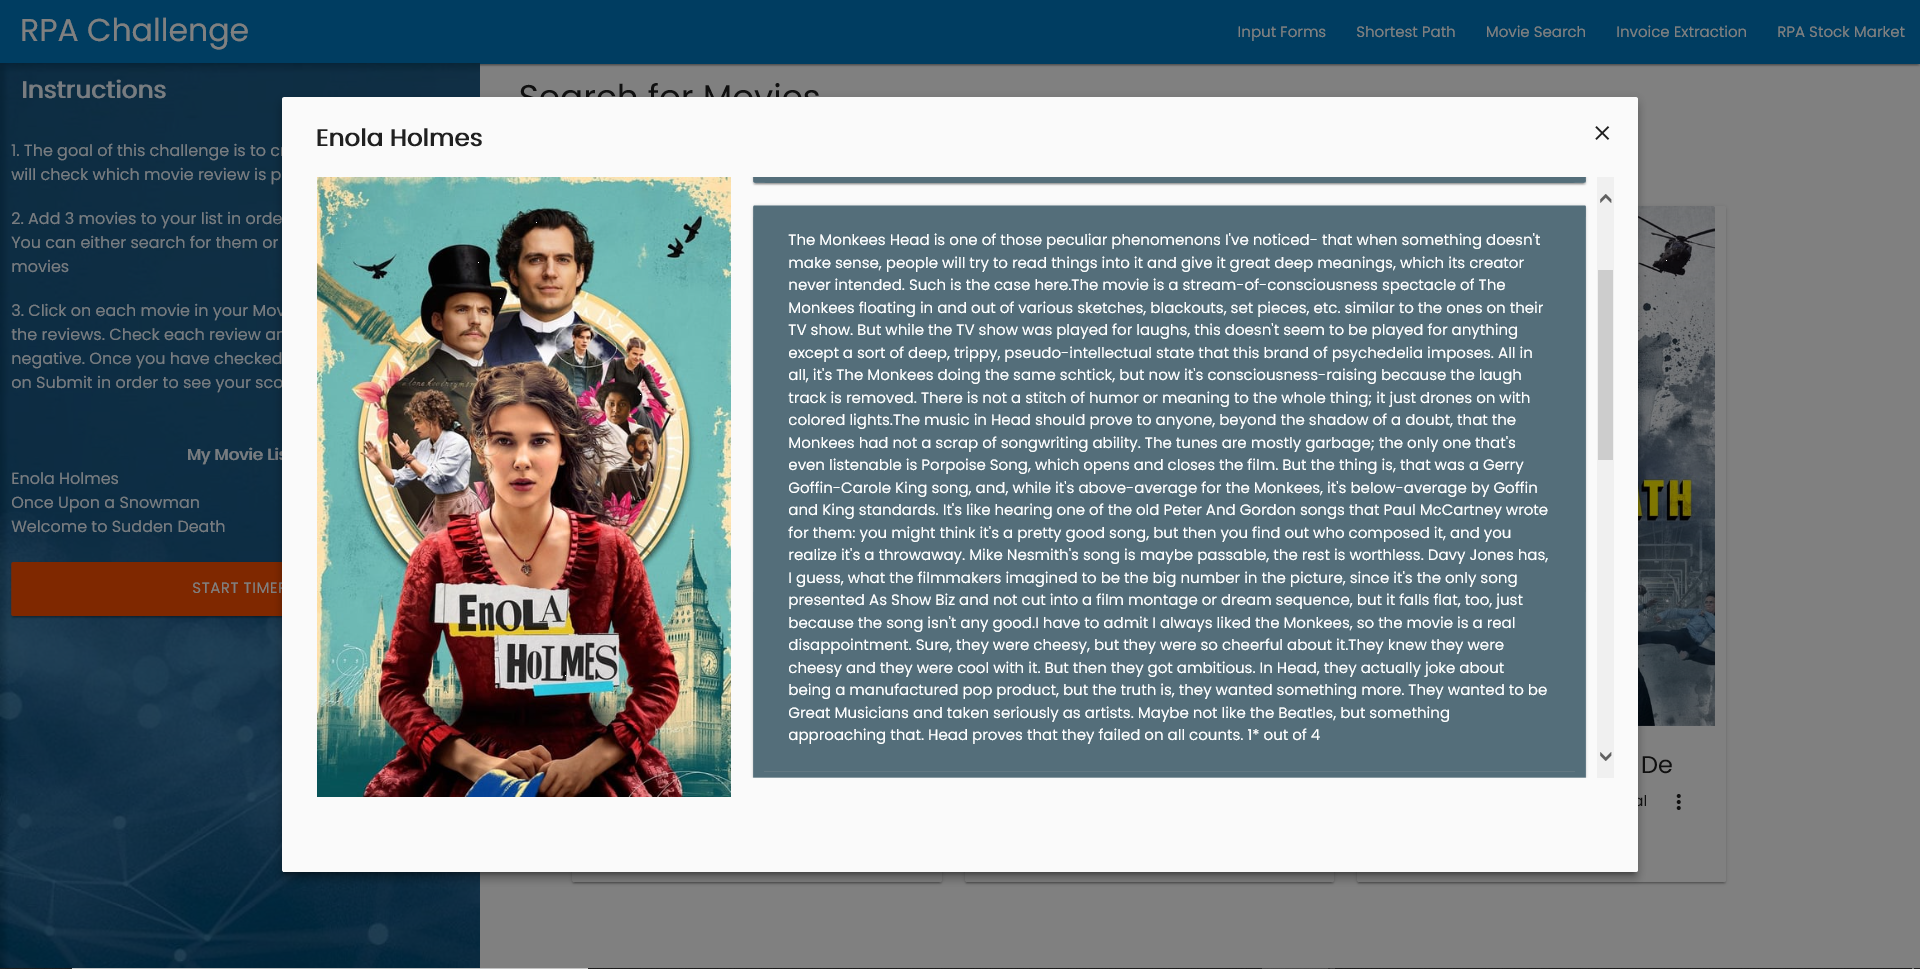 RPA Challenge
Input Forms
Shortest Path
Movie Search
Invoice Extraction
RPA Stock Market
Instructions
Search for Movies
1. The goal of this challenge is to
will check which movie review is
2. Add 3 movies to your list in
You can either search for them or
movies
3. Click on each movie in your
the reviews. Check each review
negative. Once you have checked
on Submit in order to see your
My Movie
Enola Holmes
Once Upon a Snowman
Welcome to Sudden Death
START
Enola Holmes
ENOLA
HOLMES
The Monkees Head is one of those peculiar phenomenons I've noticed- that when something doesn't
make sense, people will try to read things into it and give it great deep meanings, which its creator
never intended. Such is the case here.The movie is a stream-of-consciousness spectacle of The
Monkees floating in and out of various sketches, blackouts, set pieces, etc. similar to the ones on their
TV show. But while the TV show was played for laughs, this doesn't seem to be played for anything
except a sort of deep, trippy, pseudo-intellectual state that this brand of psychedelia imposes. All in
all, it's The Monkees doing the same schtick, but now it's consciousness-raising because the laugh
track is removed. There is not a stitch of humor or meaning to the whole thing; it just drones on with
colored lights.The music in Head should prove to anyone, beyond the shadow of a doubt, that the
Monkees had not a scrap of songwriting ability. The tunes are mostly garbage; the only one that's
even listenable is Porpoise Song, which opens and closes the film. But the thing is, that was a Gerry
Goffin-Carole King song, and, while it's above-average for the Monkees, it's below-average by Goffin
and King standards. It's like hearing one of the old Peter And Gordon songs that Paul McCartney wrote
for them: you might think it's a pretty good song, but then you find out who composed it, and you
realize it's a throwaway. Mike Nesmith's song is maybe passable, the rest is worthless. Davy Jones has,
I guess, what the filmmakers imagined to be the big number in the picture, since it's the only song
presented As Show Biz and not cut into a film montage or dream sequence, but it falls flat, too, just
because the song isn't any good.I have to admit I always liked the Monkees, so the movie is a real
disappointment. Sure, they were cheesy, but they were so cheerful about it.They knew they were
cheesy and they were cool with it. But then they got ambitious. In Head, they actually joke about
being a manufactured pop product, but the truth is, they wanted something more. They wanted to be
Great Musicians and taken seriously as artists. Maybe not like the Beatles, but something
approaching that. Head proves that they failed on all counts. 1* out of 4
De